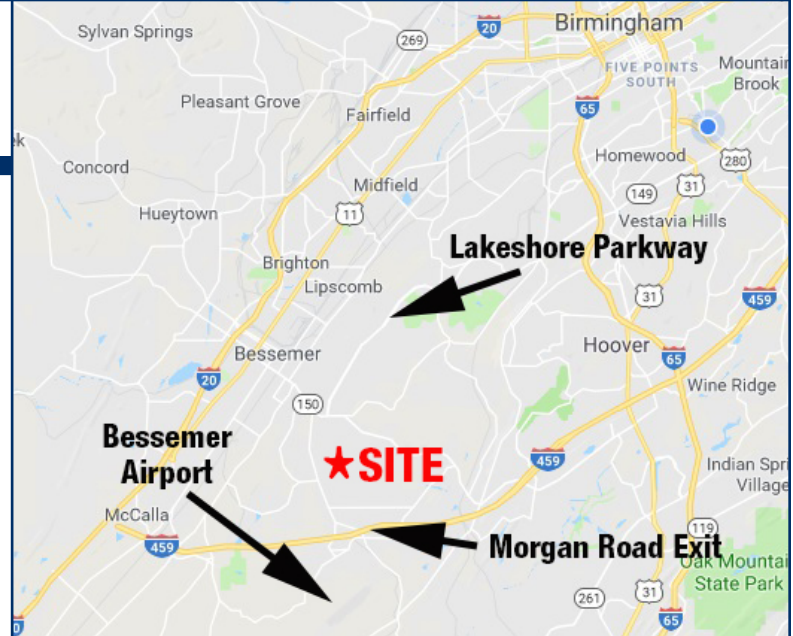 Sylvan Springs
269
20
Birmingham
FIVE POINTS
SOUTH
Mountain
Brook
Pleasant Grove
Fairfield
65
Homewood
280
Concord
Midfield
149
31
Hueytown
11
Vestavia Hills
Lakeshore Parkway
Brighton
Lipscomb
31
459
Bessemer
Hoover
65
20
Wine Ridge
150
Bessemer
Airport
★SITE
459
Indian Spri
Village
McCalla
459
Morgan Road Exit
119
Oak Mountai
State Park
261
31
65